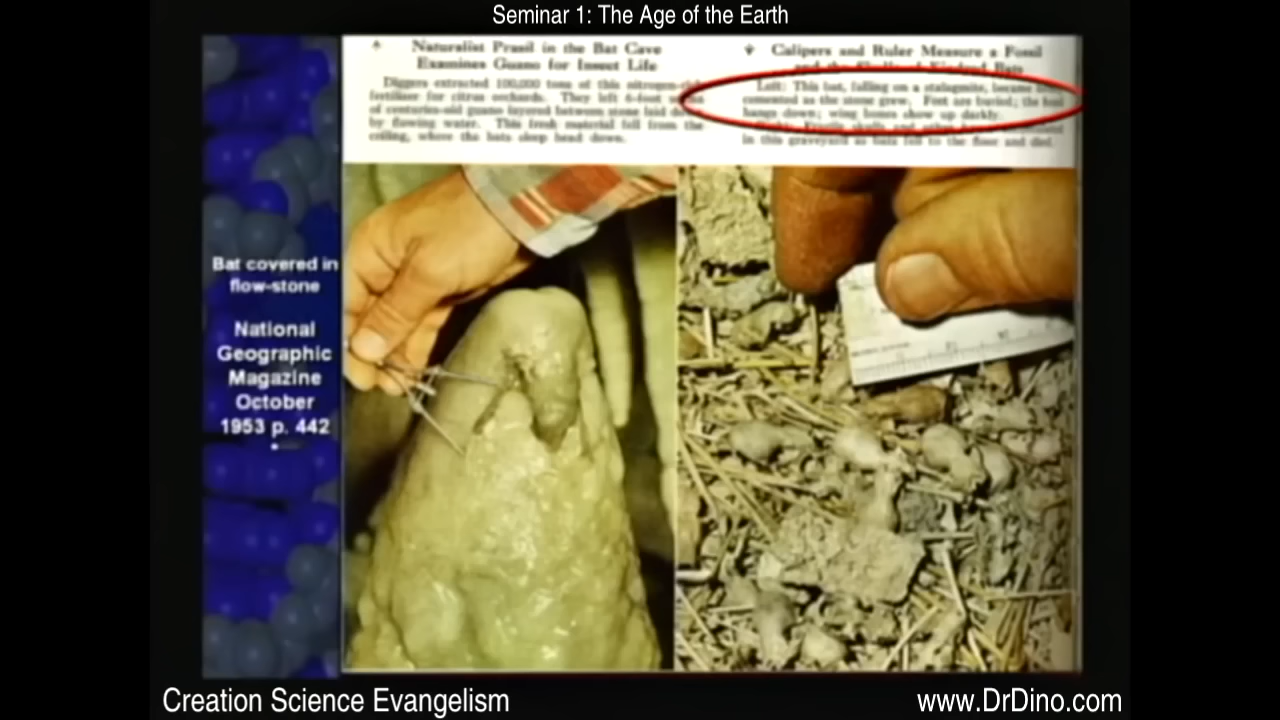 Seminar 1: The Age of the Earth
Naturalist Prasil in the Bat Cave
Examines Guano for Insect Life
Diggers extracted 100,000 tons of this nitrogen-rich
fertilizer for citrus orchards. They left 6-foot
of centuries-old guano layered between stone laid down
by flowing water. This fresh material fell from the
ceiling, where the bats sleep head down.
Calipers and Ruler Measure a Fossil
and the
Left: This bat, falling on a stalagmite, became
cemented as the stone grew. Feet are buried; the head
hangs down; wing bones show up darkly.
in this graveyard as bats fell to the floor and died.
Bat covered in
flow-stone
National
Geographic
Magazine
October
1953 p. 442
Creation Science Evangelism
www.DrDino.com